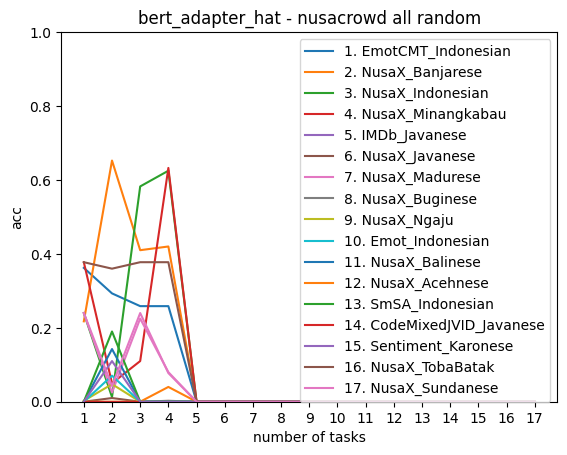 bert_adapter_hat - nusacrowd all random
1.0
0.8
0.6
0.4
0.2
0.0
acc
1. EmotCMT_Indonesian
2. NusaX_Banjarese
3. NusaX_Indonesian
4. NusaX_Minangkabau
5. IMDb_Javanese
6. NusaX_Javanese
7. NusaX_Madurese
8. NusaX_Buginese
9. NusaX_Ngaju
10. Emot_Indonesian
11. NusaX_Balinese
12. NusaX_Acehnese
13. SmSA_Indonesian
14. CodeMixedJVID_Javanese
15. Sentiment_Karonese
16. NusaX_TobaBatak
17. NusaX_Sundanese
1 2 3 4 5 6 7 8 9 10 11 12 13 14 15 16 17
number of tasks